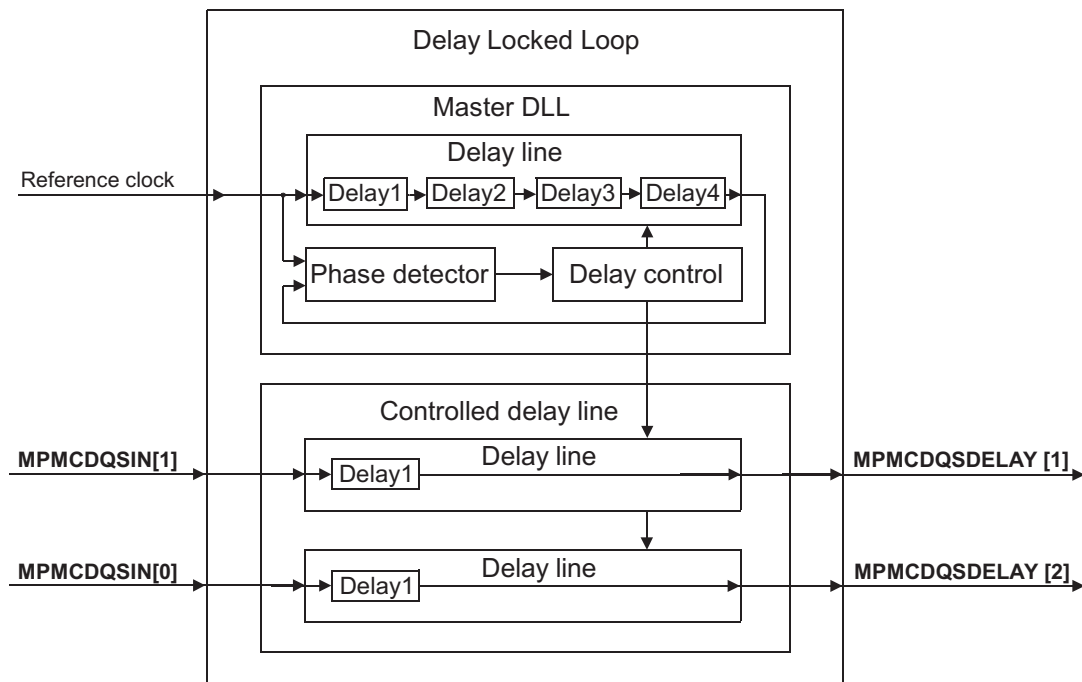 Delay Locked Loop
Master DLL
Delay line
Reference clock
Delay1 Delay2 Delay3 Delay4
Phase detector Delay control
Controlled delay line
MPMCDQSIN[1] Delay line MPMCDQSDELAY [1]
Delay1
MPMCDQSIN[0] Delay line MPMCDQSDELAY [2]
Delay1